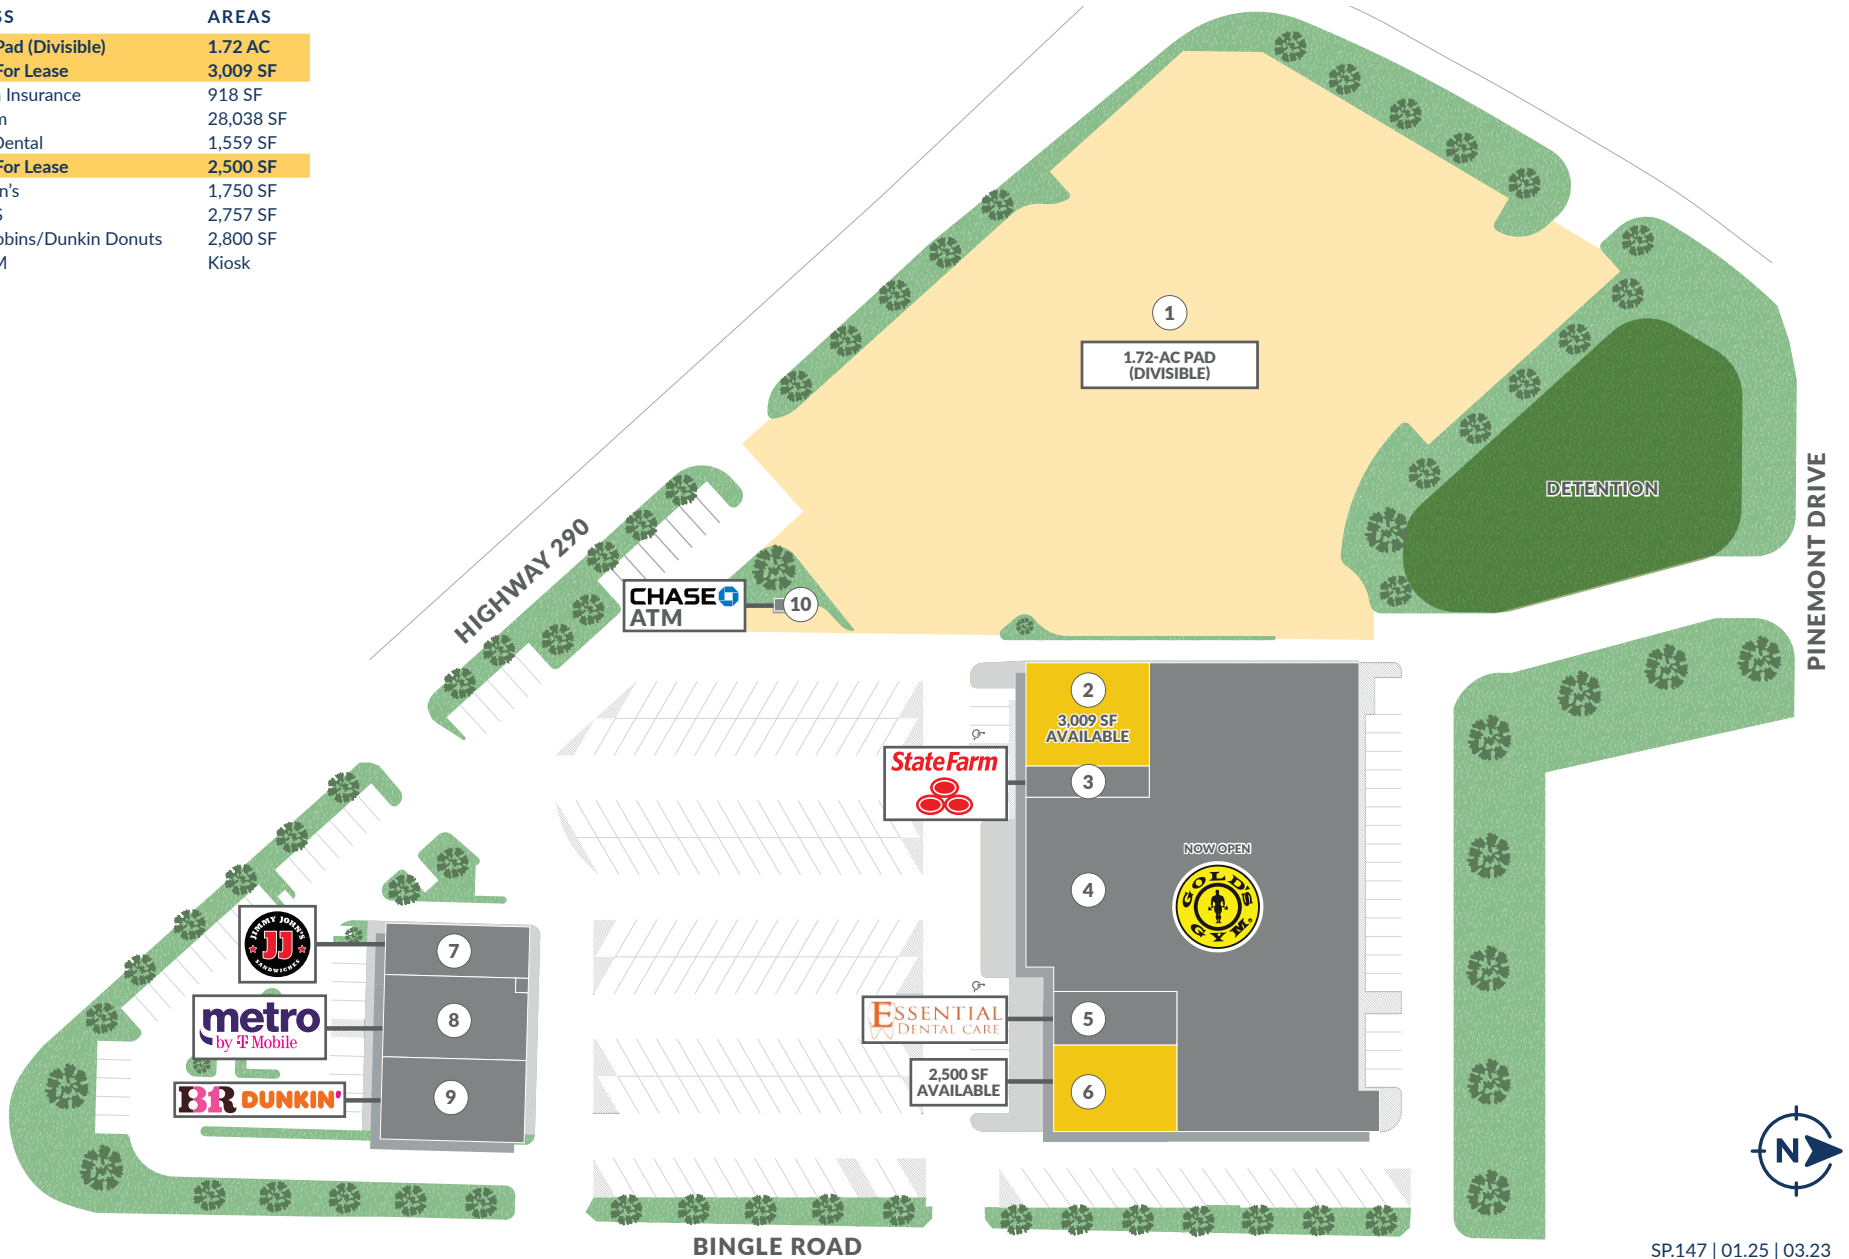 AREAS
Pad (Divisible) 1.72 AC
For Lease 3,009 SF
Insurance 918 SF
28,038 SF
Dental 1,559 SF
For Lease 2,500 SF
1,750 SF
2,757 SF
/Dunkin Donuts 2,800 SF
Kiosk
1
1.72-AC PAD
(DIVISIBLE)
DETENTION
PINEMONT DRIVE
HIGHWAY 290
CHASE
ATM
10
2
3,009 SF
AVAILABLE
StateFarm
3
NOW OPEN
GOLD'S
GYM®
4
JIMMY JOHN'S
JJ
SANDWICHES
7
metro
by T Mobile
8
BR DUNKIN'
9
ESSENTIAL
DENTAL CARE
5
2,500 SF
AVAILABLE
6
N
BINGLE ROAD
SP.147 | 01.25 | 03.23